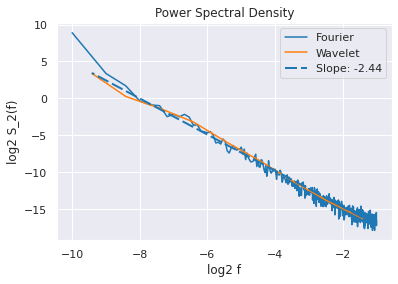 Power Spectral Density
10
5
0
−5
−10
−15
log2 S_2(f)
Fourier
Wavelet
Slope: -2.44
−10
−8
−6
−4
−2
log2 f